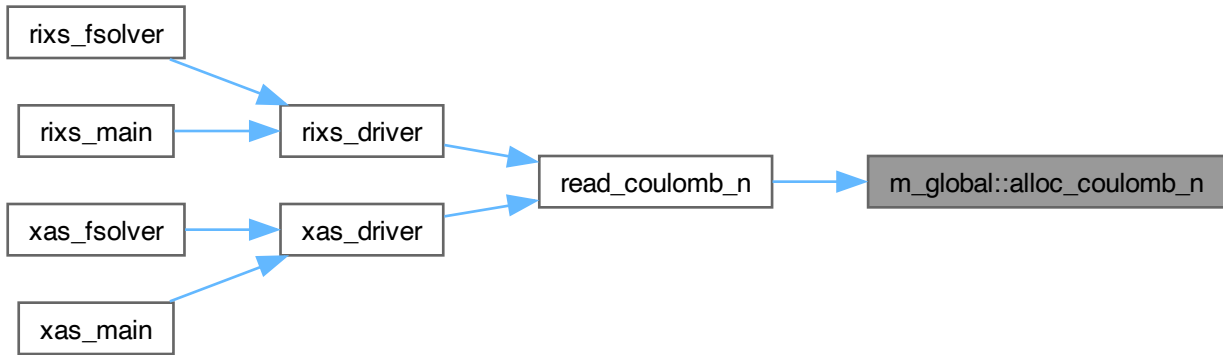 rixs_fsolver
rixs_main
rixs_driver
read_coulomb_n
m_global::alloc_coulomb_n
xas_fsolver
xas_driver
xas_main